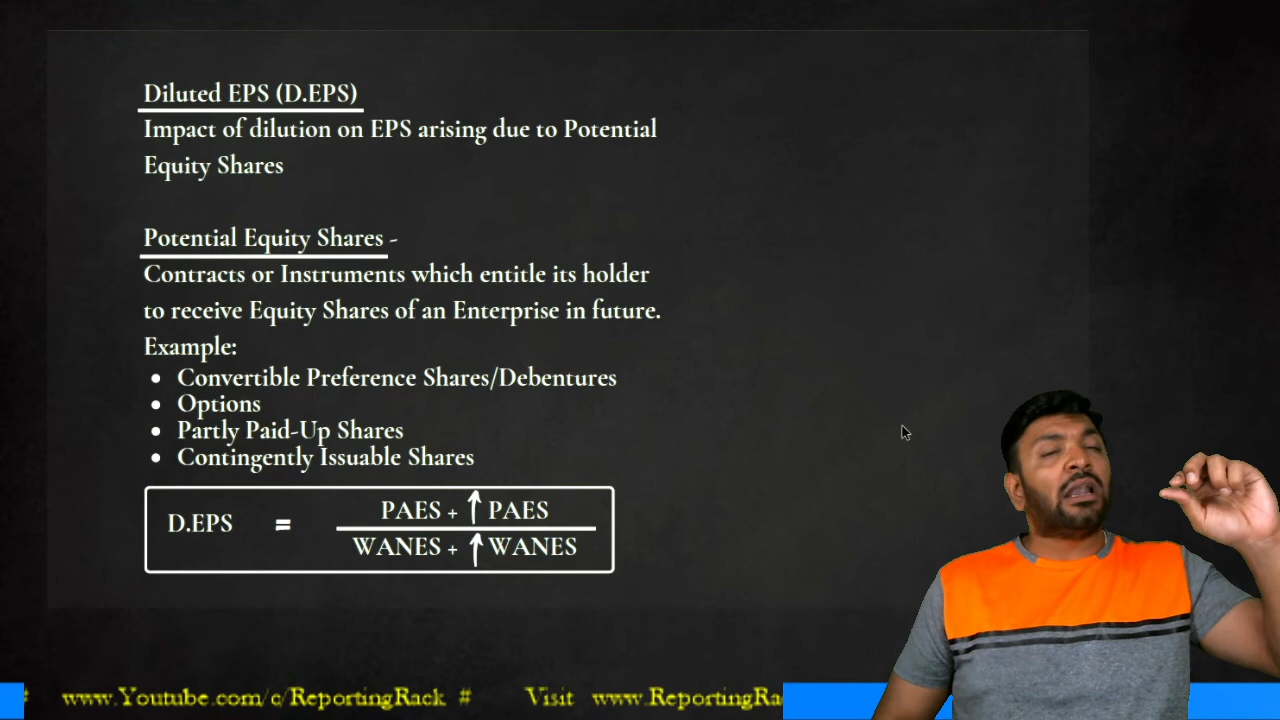 Diluted EPS (D.EPS)
Impact of dilution on EPS arising due to Potential
Equity Shares
Potential Equity Shares -
Contracts or Instruments which entitle its holder
to receive Equity Shares of an Enterprise in future.
Example:
• Convertible Preference Shares/Debentures
• Options
• Partly Paid-Up Shares
• Contingently Issuable Shares
D.EPS = PAES + ↑ PAES
WANES + ↑ WANES
# www.Youtube.com/c/ReportingRack # Visit www.ReportingRa